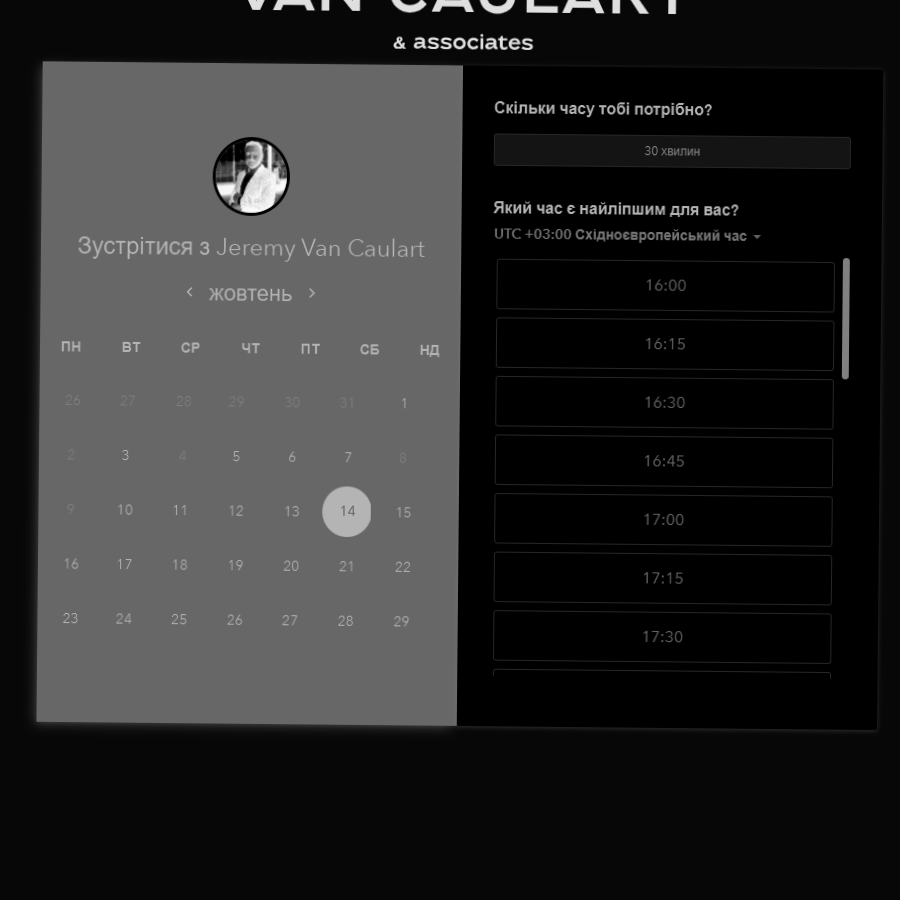 VAN CAULART
& associates
Зустрітися з Jeremy Van Caulart
жовтень
ПН ВТ СР ЧТ ПТ СБ НД
26 27 28 29 30 31 1
2 3 4 5 6 7 8
9 10 11 12 13 14 15
16 17 18 19 20 21 22
23 24 25 26 27 28 29
Скільки часу тобі потрібно?
30 хвилин
Який час є найліпшим для вас?
UTC +03:00 Східноєвропейський час
16:00
16:15
16:30
16:45
17:00
17:15
17:30